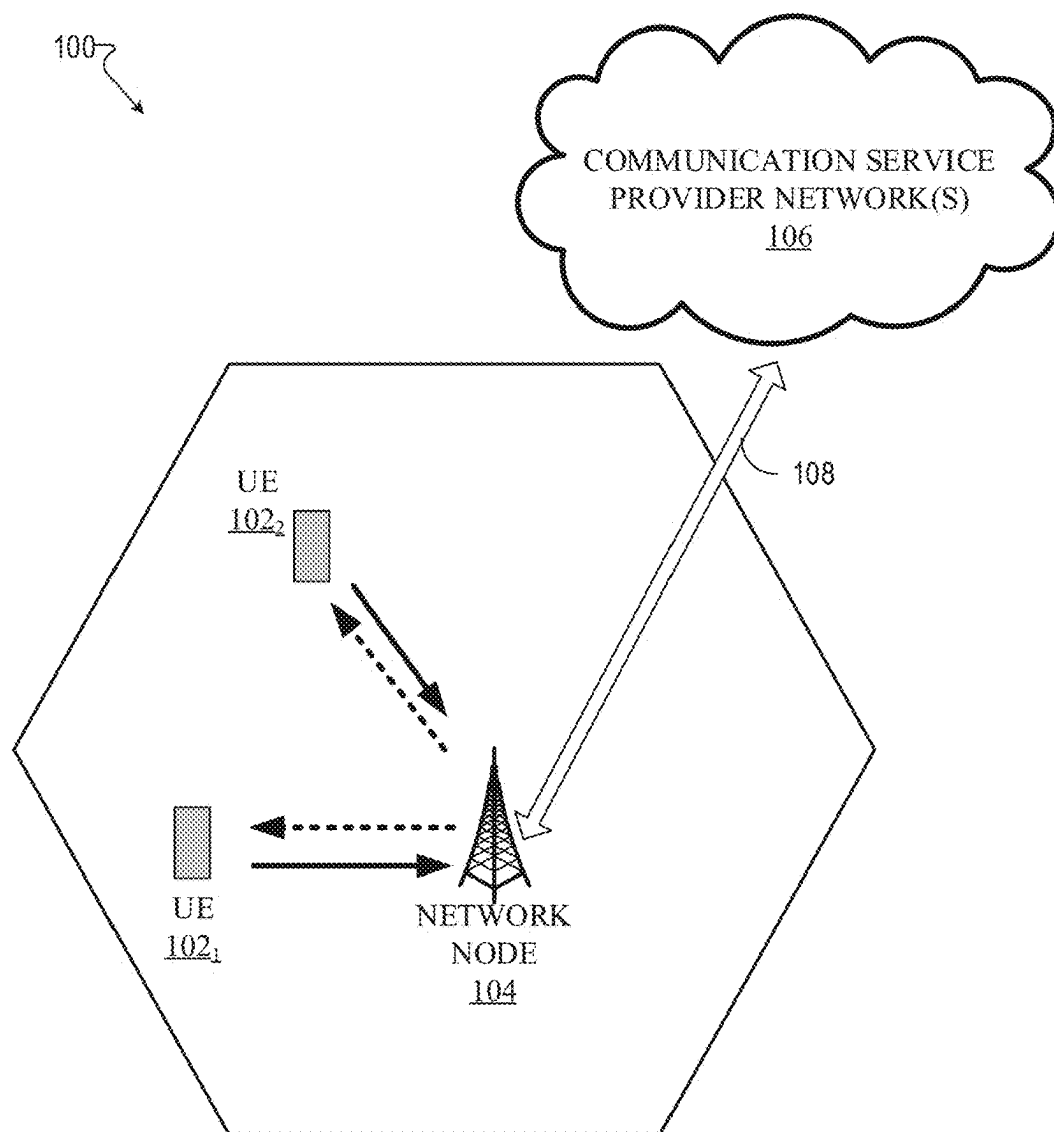 100
COMMUNICATION SERVICE
PROVIDER NETWORK(S)
106
108
UE
102₂
UE
102₁
NETWORK
NODE
104